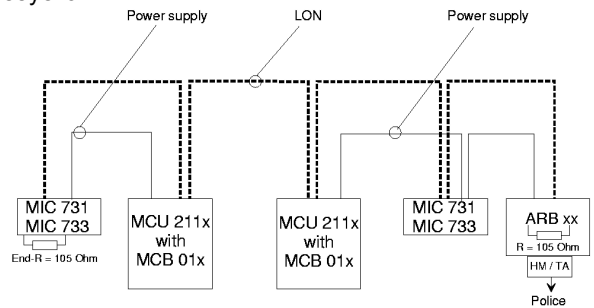 Power supply
LON
Power supply
MIC 731
MIC 733
End-R = 105 Ohm
MCU 211x
with
MCB 01x
MCU 211x
with
MCB 01x
MIC 731
MIC 733
ARB xx
R = 105 Ohm
HM / TA
Police